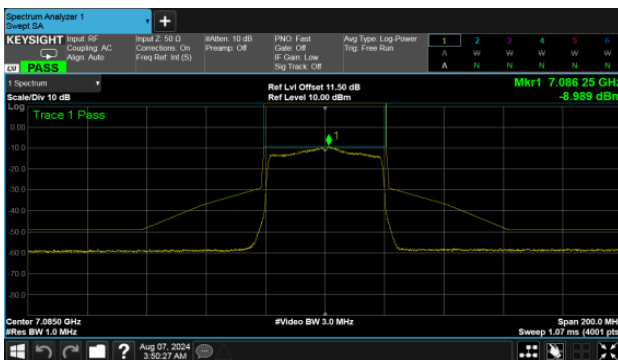 Spectrum Analyzer 1
Swept SA
KEYSIGHT
Input: RF
Coupling: AC
Align: Auto
Input Z: 50 Ω
Corrections: On
Freq Ref: Int (S)
#Atten: 10 dB
Preamp: Off
PNO: Fast
Gate: Off
IF Gain: Low
Sig Track: Off
Avg Type: Log-Power
Trig: Free Run
1 2 3 4 5 6
A W W W W W
A N N N N N
LXI PASS
1 Spectrum
Scale/Div 10 dB
Ref Lvl Offset 11.50 dB
Ref Level 10.00 dBm
Mkr1 7.086 25 GHz
-8.989 dBm
Log
Trace 1 Pass
0.00
-10.0
-20.0
-30.0
-40.0
-50.0
-60.0
-70.0
-80.0
1
Center 7.0850 GHz
#Res BW 1.0 MHz
#Video BW 3.0 MHz
Span 200.0 MH
Sweep 1.07 ms (4001 pts
Aug 07, 2024
3:50:27 AM